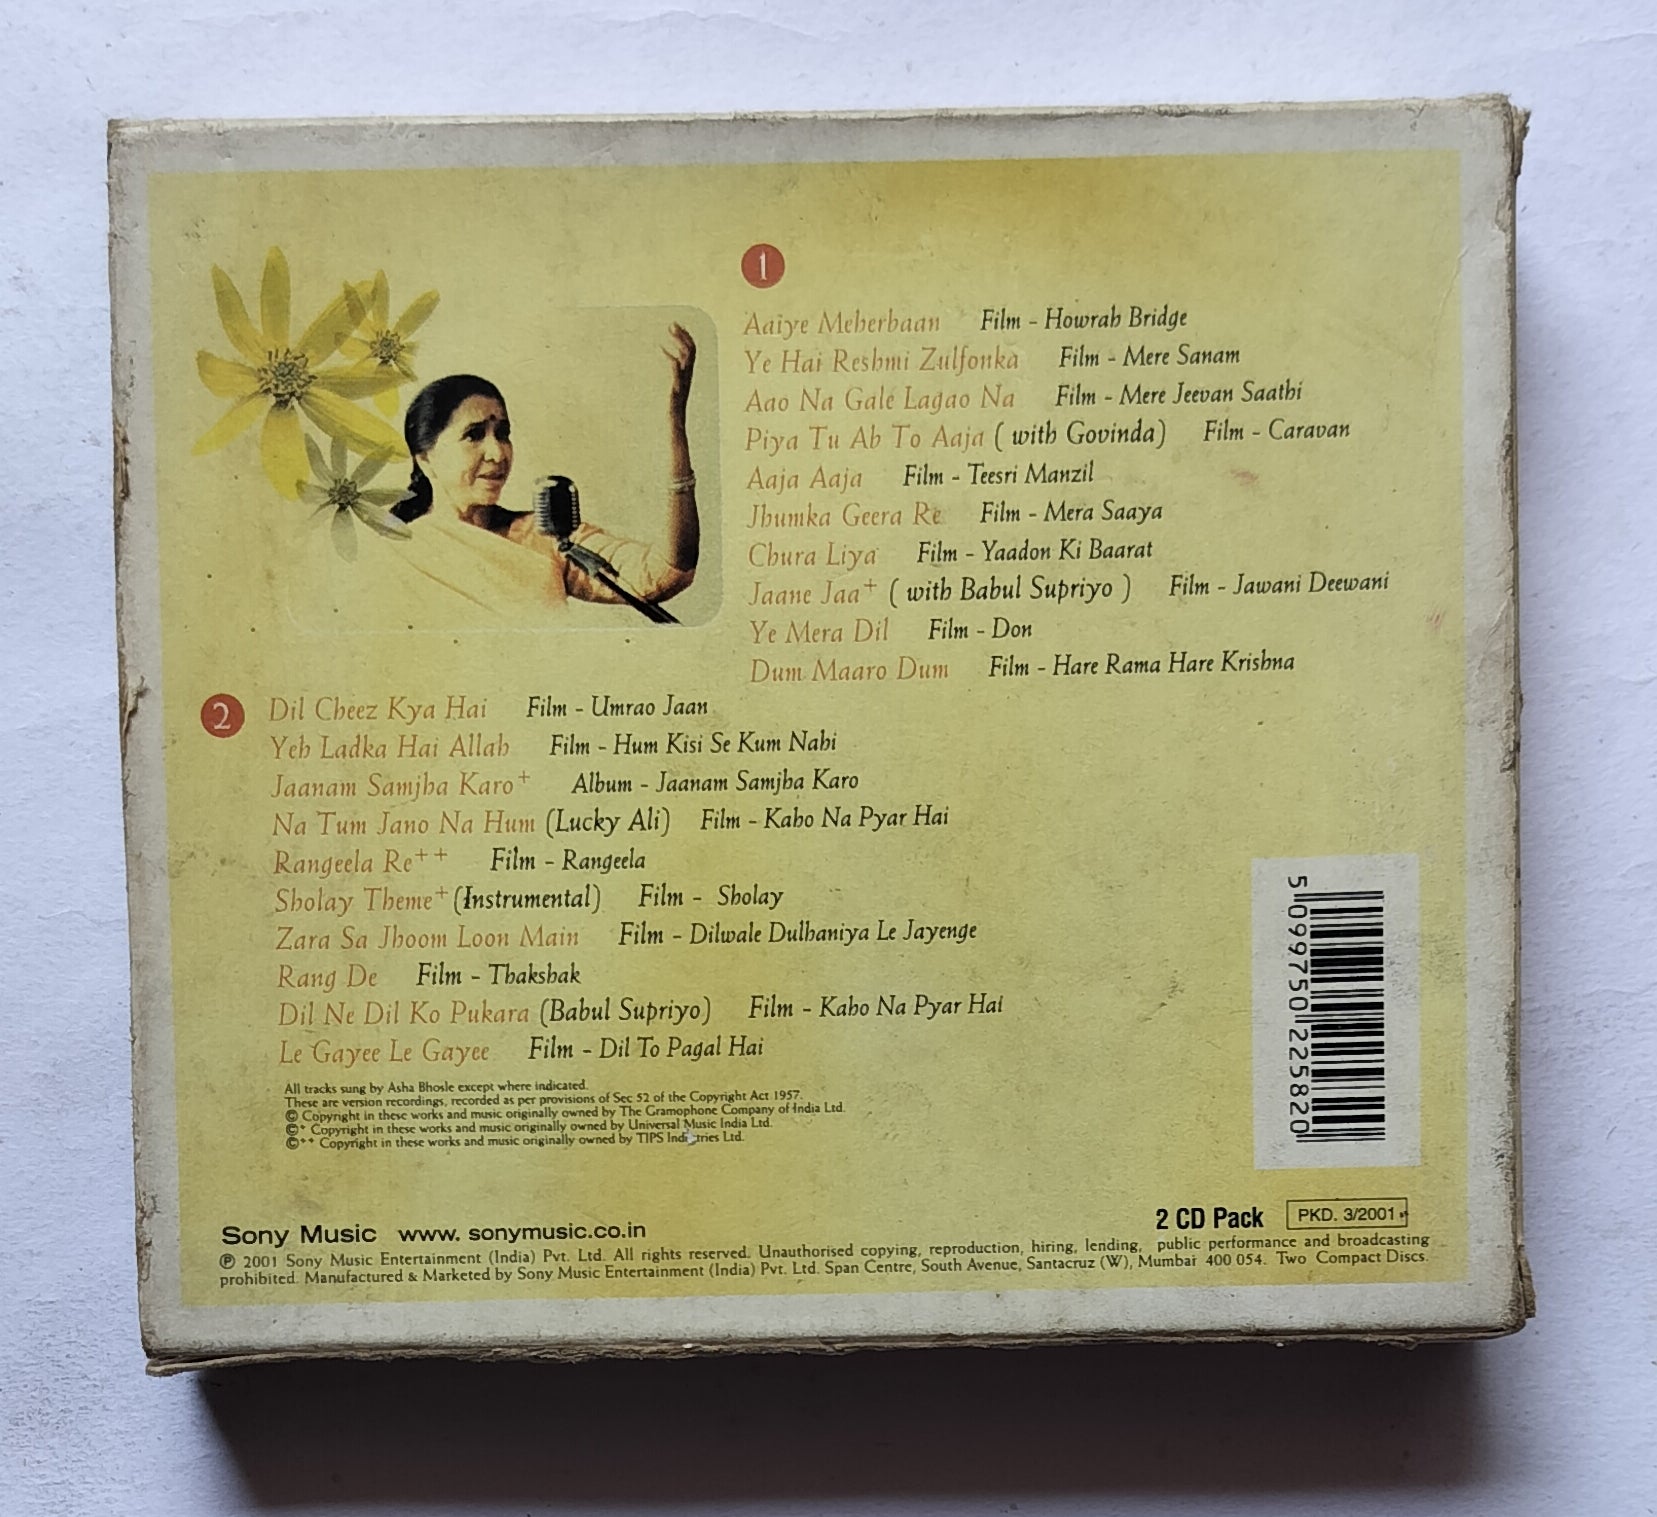 1
Aaiye Meherbaan Film - Howrah Bridge
Ye Hai Reshmi Zulfonka Film - Mere Sanam
Aao Na Gale Lagao Na Film - Mere Jeevan Saathi
Piya Tu Ab To Aaja ( with Govinda) Film - Caravan
Aaja Aaja Film - Teesri Manzil
Jhumka Geera Re Film - Mera Saaya
Chura Liya Film - Yaadon Ki Baarat
Jaane Jaa+ ( with Babul Supriyo ) Film - Jawani Deewani
Ye Mera Dil Film - Don
Dum Maaro Dum Film - Hare Rama Hare Krishna
2
Dil Cheez Kya Hai Film - Umrao Jaan
Yeh Ladka Hai Allah Film - Hum Kisi Se Kum Nahi
Jaanam Samjha Karo+ Album - Jaanam Samjha Karo
Na Tum Jano Na Hum (Lucky Ali) Film - Kaho Na Pyar Hai
Rangeela Re++ Film - Rangeela
Sholay Theme+ (Instrumental) Film - Sholay
Zara Sa Jhoom Loon Main Film - Dilwale Dulhaniya Le Jayenge
Rang De Film - Thakshak
Dil Ne Dil Ko Pukara (Babul Supriyo) Film - Kaho Na Pyar Hai
Le Gayee Le Gayee Film - Dil To Pagal Hai
All tracks sung by Asha Bhosle except where indicated.
These are version recordings, recorded as per provisions of Sec 52 of the Copyright Act 1957.
© Copyright in these works and music originally owned by The Gramophone Company of India Ltd.
©+ Copyright in these works and music originally owned by Universal Music India Ltd.
©++ Copyright in these works and music originally owned by TIPS Industries Ltd.
5 099750 225820
Sony Music www. sonymusic.co.in
2 CD Pack PKD. 3/2001
℗ 2001 Sony Music Entertainment (India) Pvt. Ltd. All rights reserved. Unauthorised copying, reproduction, hiring, lending, public performance and broadcasting
prohibited. Manufactured & Marketed by Sony Music Entertainment (India) Pvt. Ltd. Span Centre, South Avenue, Santacruz (W), Mumbai 400 054. Two Compact Discs.